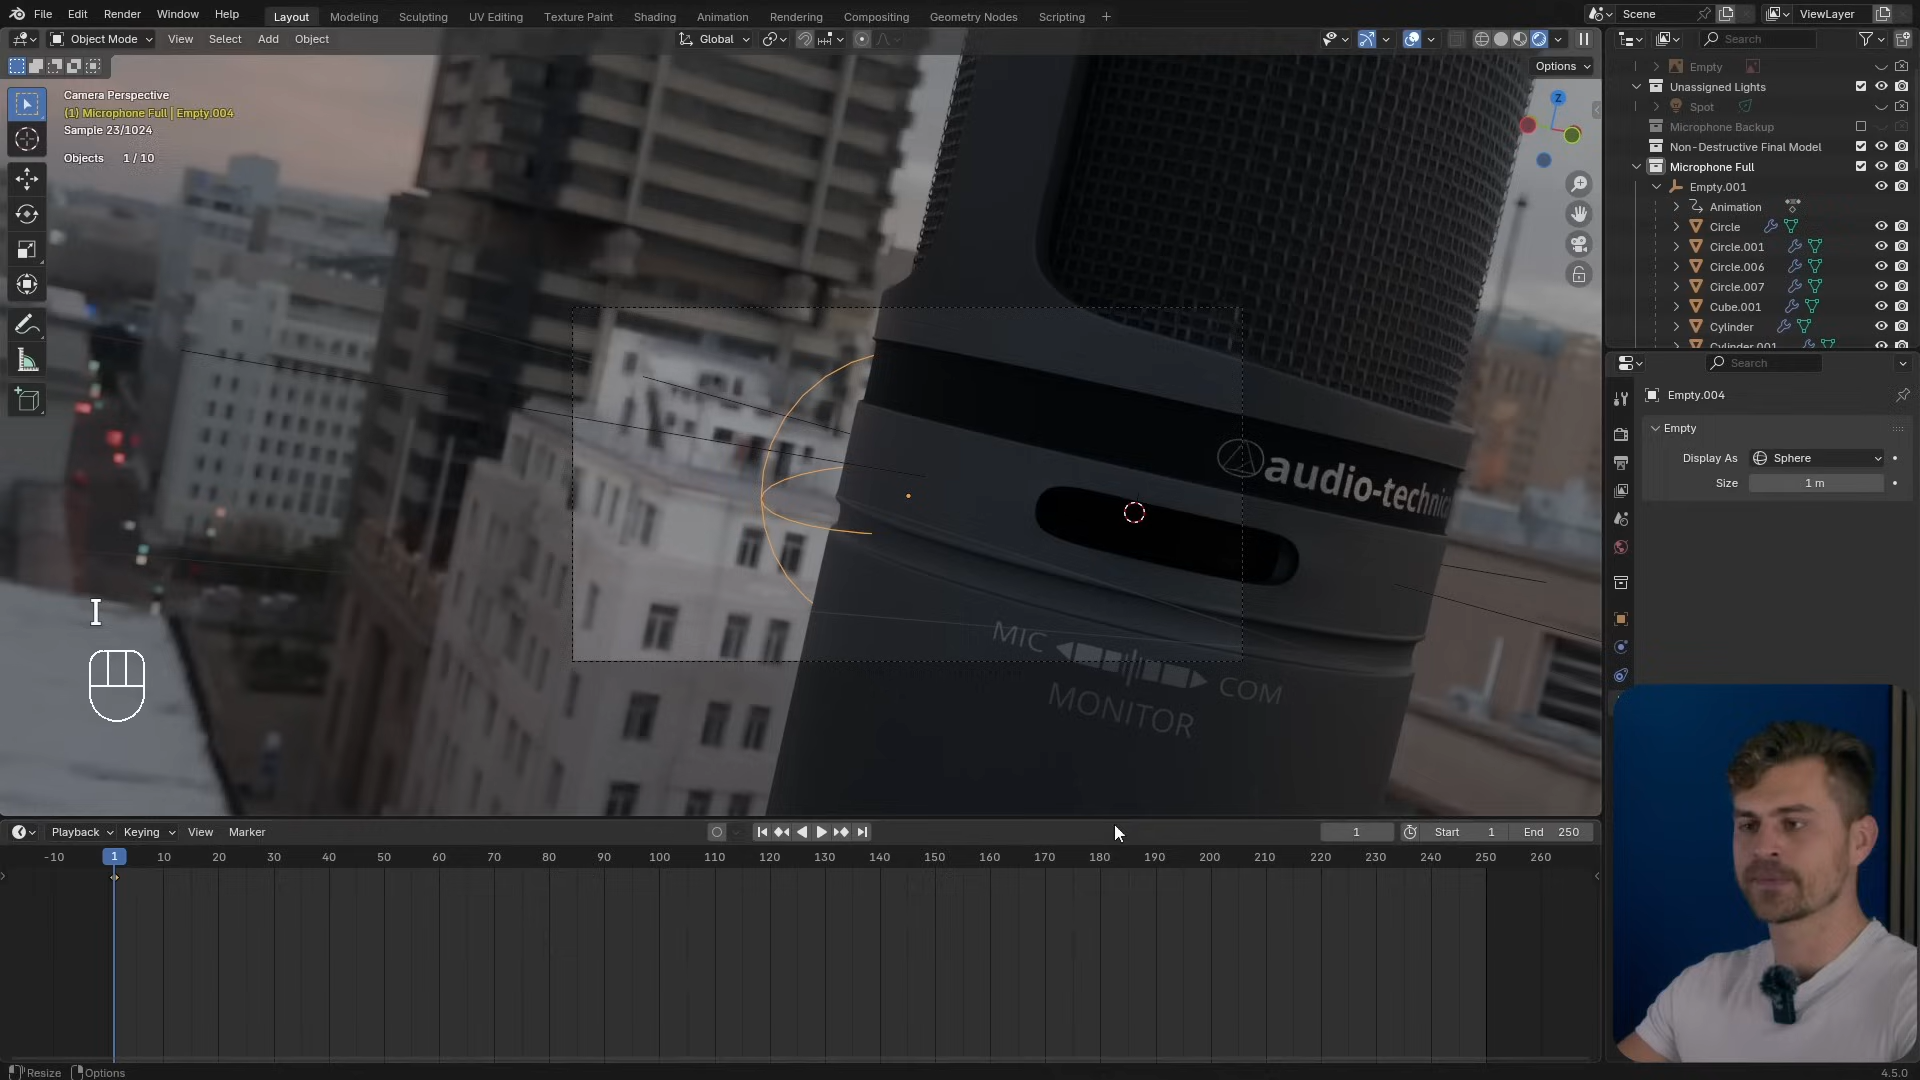 File Edit Render Window Help Layout Modeling Sculpting UV Editing Texture Paint Shading Animation Rendering Compositing Geometry Nodes Scripting + Scene ViewLayer
Object Mode View Select Add Object Global Search
Options
Camera Perspective
(1) Microphone Full | Empty.004
Sample 23/1024
Objects 1 / 10
Z
Empty
Unassigned Lights
Spot
Microphone Backup
Non-Destructive Final Model
Microphone Full
Empty.001
Animation
Circle
Circle.001
Circle.006
Circle.007
Cube.001
Cylinder
Cylinder.001
Search
Empty.004
Empty
Display As Sphere
Size 1 m
audio-technic
MIC
COM
MONITOR
I
Playback Keying View Marker 1 Start 1 End 250
-10 1 10 20 30 40 50 60 70 80 90 100 110 120 130 140 150 160 170 180 190 200 210 220 230 240 250 260
Resize Options 4.5.0